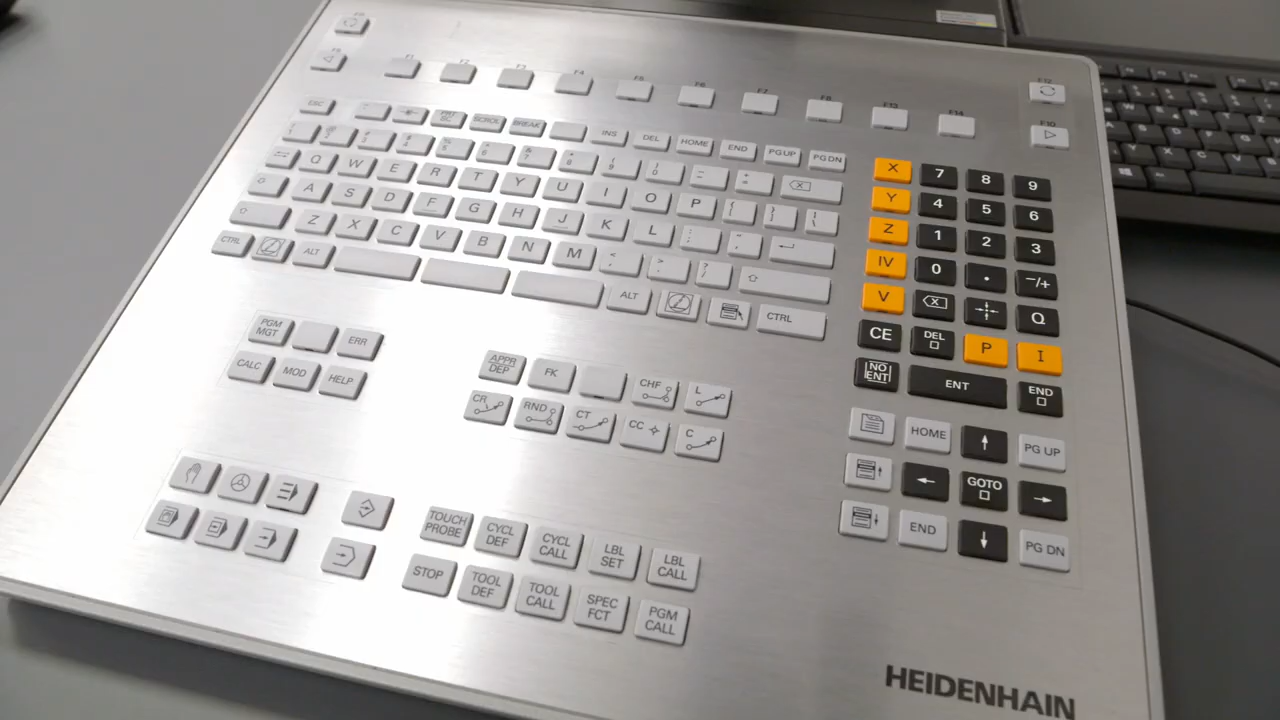 F9
F1 F2 F3 F4 F5 F6 F7 F8 F13 F14 F12
F10
ESC PRT SC SCROLL BREAK INS DEL HOME END PG UP PG DN
Q W E R T Y U I O P { } \
A S D F G H J K L : ; "
Z X C V B N M < , > . ? /
CTRL ALT ALT CTRL
X 7 8 9
Y 4 5 6
Z 1 2 3
IV 0 • −/+
V Q
CE DEL P I
NO ENT ENT END
HOME ↑ PG UP
← GOTO →
END ↓ PG DN
PGM MGT ERR
CALC MOD HELP
APPR DEP FK CHF L
CR RND CT CC C
TOUCH PROBE CYCL DEF CYCL CALL LBL SET LBL CALL
STOP TOOL DEF TOOL CALL SPEC FCT PGM CALL
HEIDENHAIN